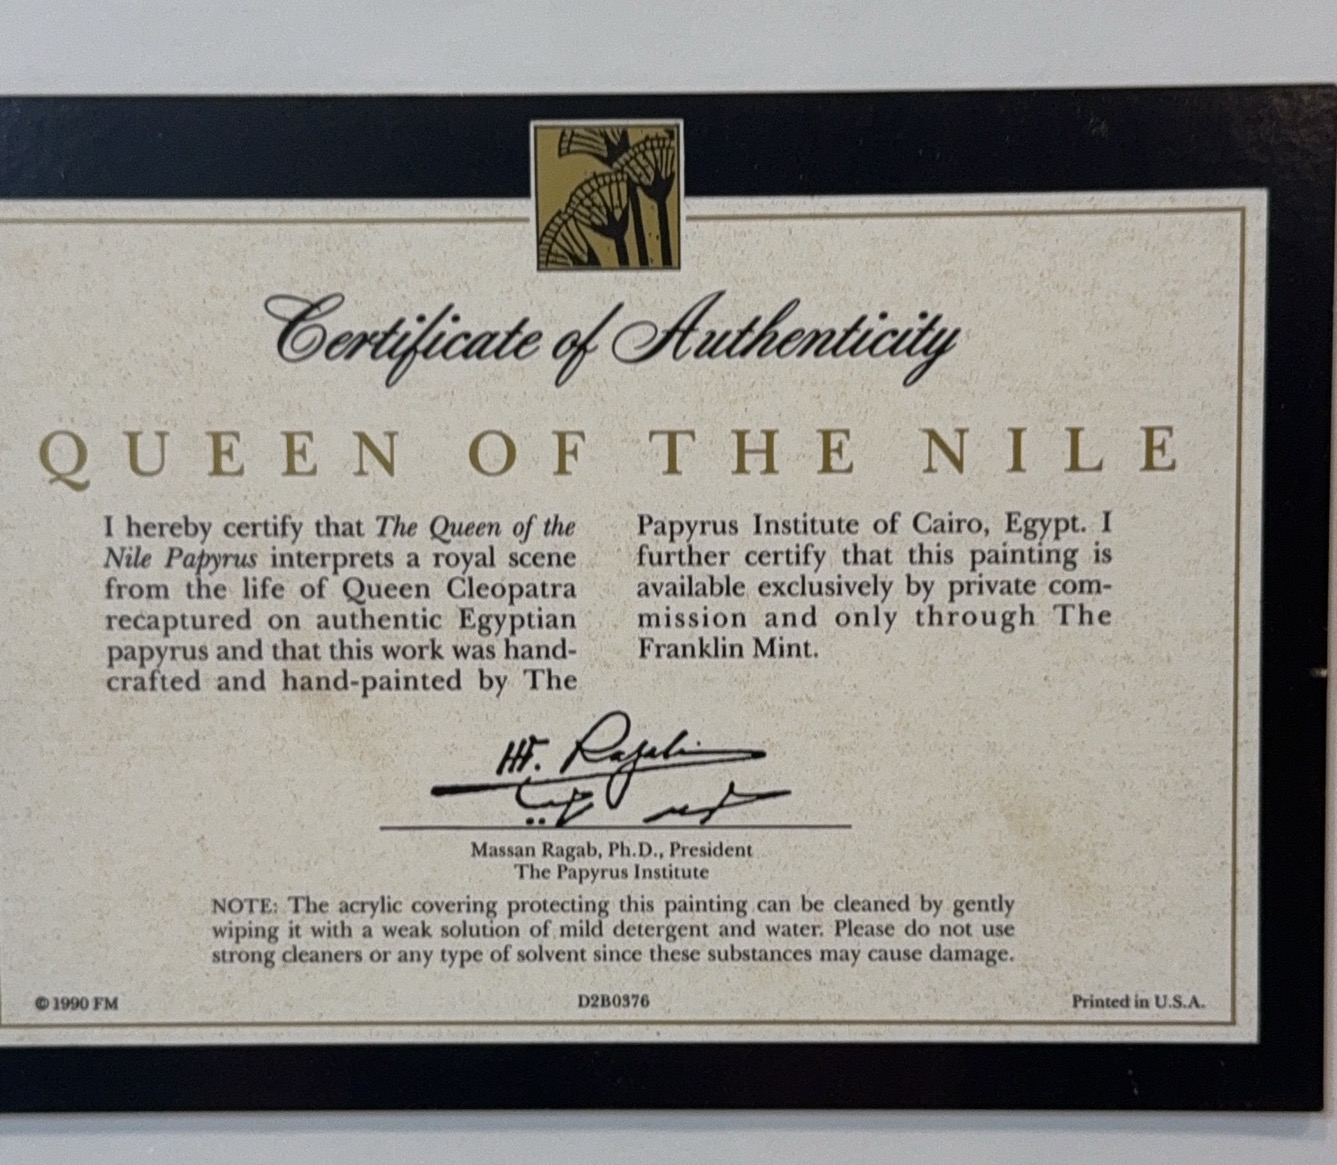 Certificate of Authenticity
QUEEN OF THE NILE
I hereby certify that The Queen of the
Nile Papyrus interprets a royal scene
from the life of Queen Cleopatra
recaptured on authentic Egyptian
papyrus and that this work was hand-
crafted and hand-painted by The
Papyrus Institute of Cairo, Egypt. I
further certify that this painting is
available exclusively by private com-
mission and only through The
Franklin Mint.
Ragab
Massan Ragab, Ph.D., President
The Papyrus Institute
NOTE: The acrylic covering protecting this painting can be cleaned by gently
wiping it with a weak solution of mild detergent and water. Please do not use
strong cleaners or any type of solvent since these substances may cause damage.
© 1990 FM
D2B0376
Printed in U.S.A.